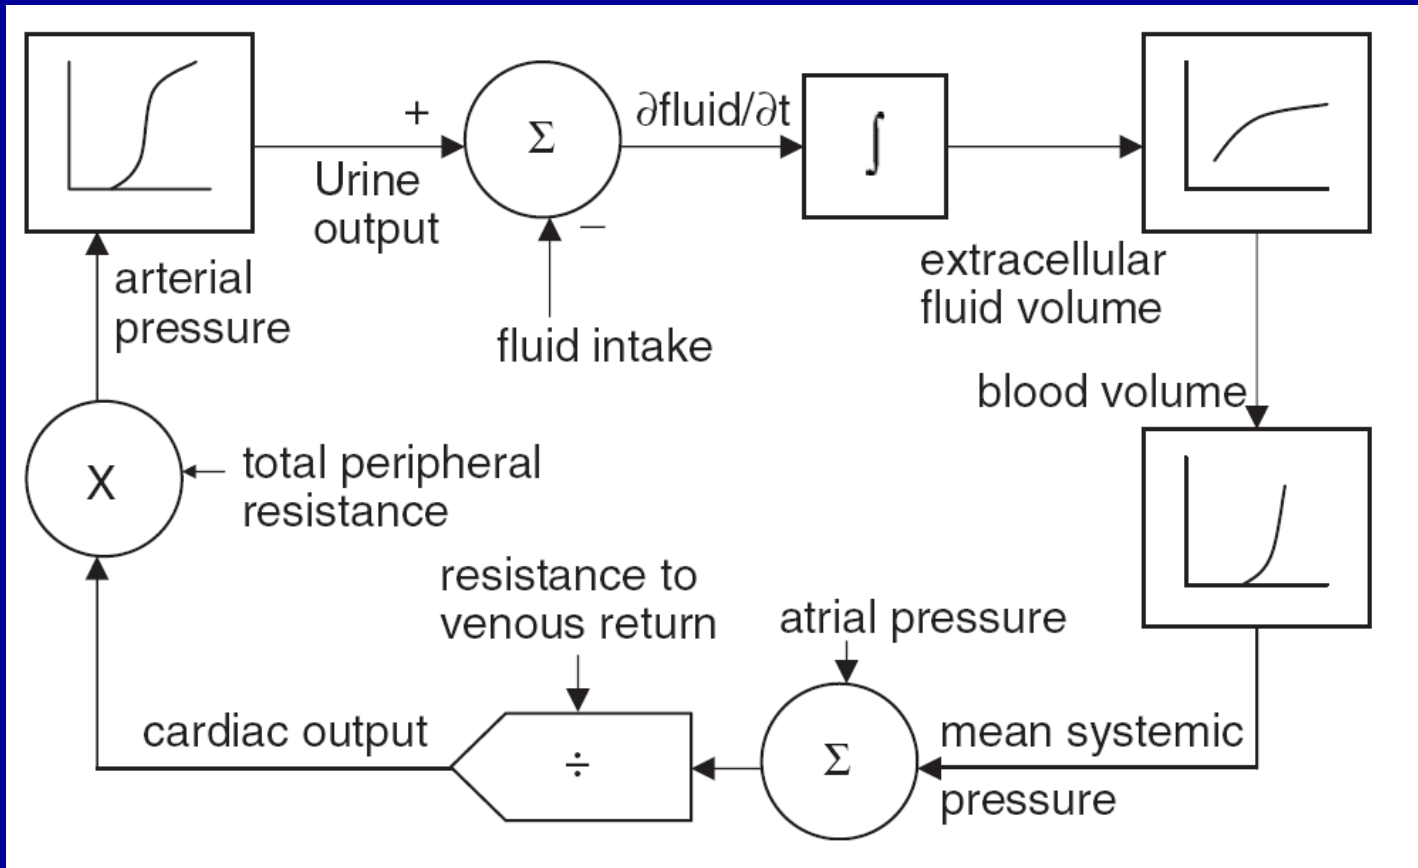 +
Σ
∂fluid/∂t
∫
Urine
output
−
arterial
pressure
fluid intake
extracellular
fluid volume
blood volume
X
total peripheral
resistance
resistance to
venous return
atrial pressure
cardiac output
÷
Σ
mean systemic
pressure